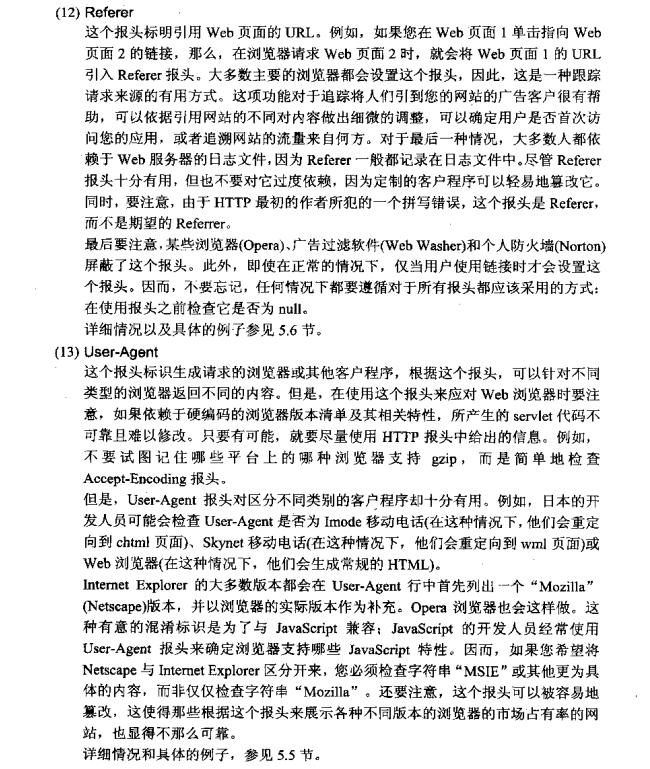 (12) Referer
这个报头标明引用 Web 页面的 URL。例如，如果您在 Web 页面 1 单击指向 Web
页面 2 的链接，那么，在浏览器请求 Web 页面 2 时，就会将 Web 页面 1 的 URL
引入 Referer 报头。大多数主要的浏览器都会设置这个报头，因此，这是一种跟踪
请求来源的有用方式。这项功能对于追踪将人们引到您的网站的广告客户很有帮
助，可以依据引用网站的不同对内容做出细微的调整，可以确定用户是否首次访
问您的应用，或者追溯网站的流量来自何方。对于最后一种情况，大多数人都依
赖于 Web 服务器的日志文件，因为 Referer 一般都记录在日志文件中。尽管 Referer
报头十分有用，但也不要对它过度依赖，因为定制的客户程序可以轻易地篡改它。
同时，要注意，由于 HTTP 最初的作者所犯的一个拼写错误，这个报头是 Referer，
而不是期望的 Referrer。
最后要注意，某些浏览器(Opera)、广告过滤软件(Web Washer)和个人防火墙(Norton)
屏蔽了这个报头。此外，即使在正常的情况下，仅当用户使用链接时才会设置这
个报头。因而，不要忘记，任何情况下都要遵循对于所有报头都应该采用的方式：
在使用报头之前检查它是否为 null。
详细情况以及具体的例子参见 5.6 节。
(13) User-Agent
这个报头标识生成请求的浏览器或其他客户程序，根据这个报头，可以针对不同
类型的浏览器返回不同的内容。但是，在使用这个报头来应对 Web 浏览器时要注
意，如果依赖于硬编码的浏览器版本清单及其相关特性，所产生的 servlet 代码不
可靠且难以修改。只要有可能，就要尽量使用 HTTP 报头中给出的信息。例如，
不要试图记住哪些平台上的哪种浏览器支持 gzip，而是简单地检查
Accept-Encoding 报头。
但是，User-Agent 报头对区分不同类别的客户程序却十分有用。例如，日本的开
发人员可能会检查 User-Agent 是否为 Imode 移动电话(在这种情况下，他们会重定
向到 chtml 页面)、Skynet 移动电话(在这种情况下，他们会重定向到 wml 页面)或
Web 浏览器(在这种情况下，他们会生成常规的 HTML)。
Internet Explorer 的大多数版本都会在 User-Agent 行中首先列出一个“Mozilla”
(Netscape)版本，并以浏览器的实际版本作为补充。Opera 浏览器也会这样做。这
种有意的混淆标识是为了与 JavaScript 兼容；JavaScript 的开发人员经常使用
User-Agent 报头来确定浏览器支持哪些 JavaScript 特性。因而，如果您希望将
Netscape 与 Internet Explorer 区分开来，您必须检查字符串“MSIE”或其他更为具
体的内容，而非仅仅检查字符串“Mozilla”。还要注意，这个报头可以被容易地
篡改，这使得那些根据这个报头来展示各种不同版本的浏览器的市场占有率的网
站，也显得不那么可靠。
详细情况和具体的例子，参见 5.5 节。